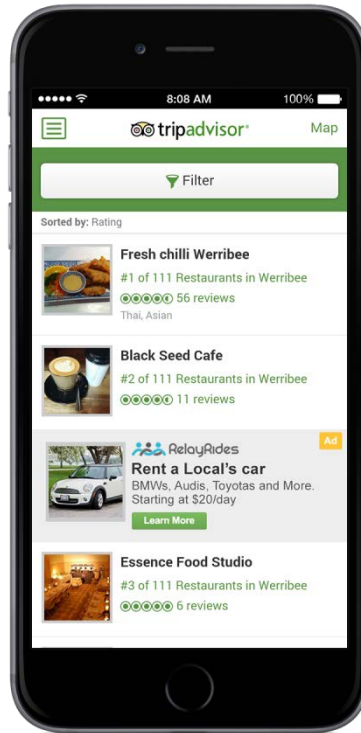 8:08 AM 100%
tripadvisor®
Map
Filter
Sorted by: Rating
Fresh chilli Werribee
#1 of 111 Restaurants in Werribee
56 reviews
Thai, Asian
Black Seed Cafe
#2 of 111 Restaurants in Werribee
11 reviews
Ad
RelayRides
Rent a Local's car
BMWs, Audis, Toyotas and More.
Starting at $20/day
Learn More
Essence Food Studio
#3 of 111 Restaurants in Werribee
6 reviews